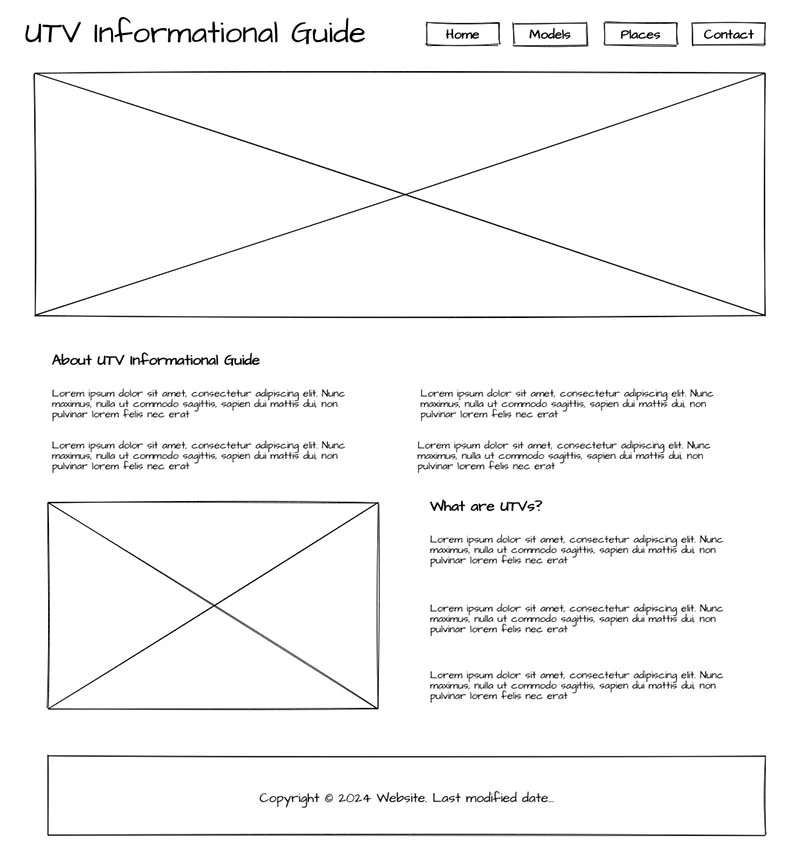 UTV Informational Guide
Home
Models
Places
Contact
About UTV Informational Guide
Lorem ipsum dolor sit amet, consectetur adipiscing elit. Nunc
maximus, nulla ut commodo sagittis, sapien dui mattis dui, non
pulvinar lorem felis nec erat
Lorem ipsum dolor sit amet, consectetur adipiscing elit. Nunc
maximus, nulla ut commodo sagittis, sapien dui mattis dui, non
pulvinar lorem felis nec erat
Lorem ipsum dolor sit amet, consectetur adipiscing elit. Nunc
maximus, nulla ut commodo sagittis, sapien dui mattis dui, non
pulvinar lorem felis nec erat
Lorem ipsum dolor sit amet, consectetur adipiscing elit. Nunc
maximus, nulla ut commodo sagittis, sapien dui mattis dui, non
pulvinar lorem felis nec erat
What are UTVs?
Lorem ipsum dolor sit amet, consectetur adipiscing elit. Nunc
maximus, nulla ut commodo sagittis, sapien dui mattis dui, non
pulvinar lorem felis nec erat
Lorem ipsum dolor sit amet, consectetur adipiscing elit. Nunc
maximus, nulla ut commodo sagittis, sapien dui mattis dui, non
pulvinar lorem felis nec erat
Lorem ipsum dolor sit amet, consectetur adipiscing elit. Nunc
maximus, nulla ut commodo sagittis, sapien dui mattis dui, non
pulvinar lorem felis nec erat
Copyright © 2024 Website. Last modified date...